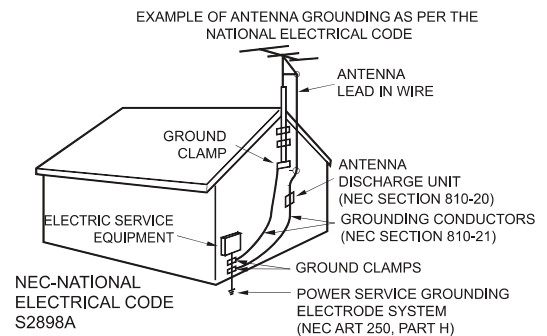 EXAMPLE OF ANTENNA GROUNDING AS PER THE
NATIONAL ELECTRICAL CODE
ANTENNA
LEAD IN WIRE
GROUND
CLAMP
ANTENNA
DISCHARGE UNIT
(NEC SECTION 810-20)
ELECTRIC SERVICE
EQUIPMENT
GROUNDING CONDUCTORS
(NEC SECTION 810-21)
GROUND CLAMPS
NEC-NATIONAL
ELECTRICAL CODE
S2898A
POWER SERVICE GROUNDING
ELECTRODE SYSTEM
(NEC ART 250, PART H)